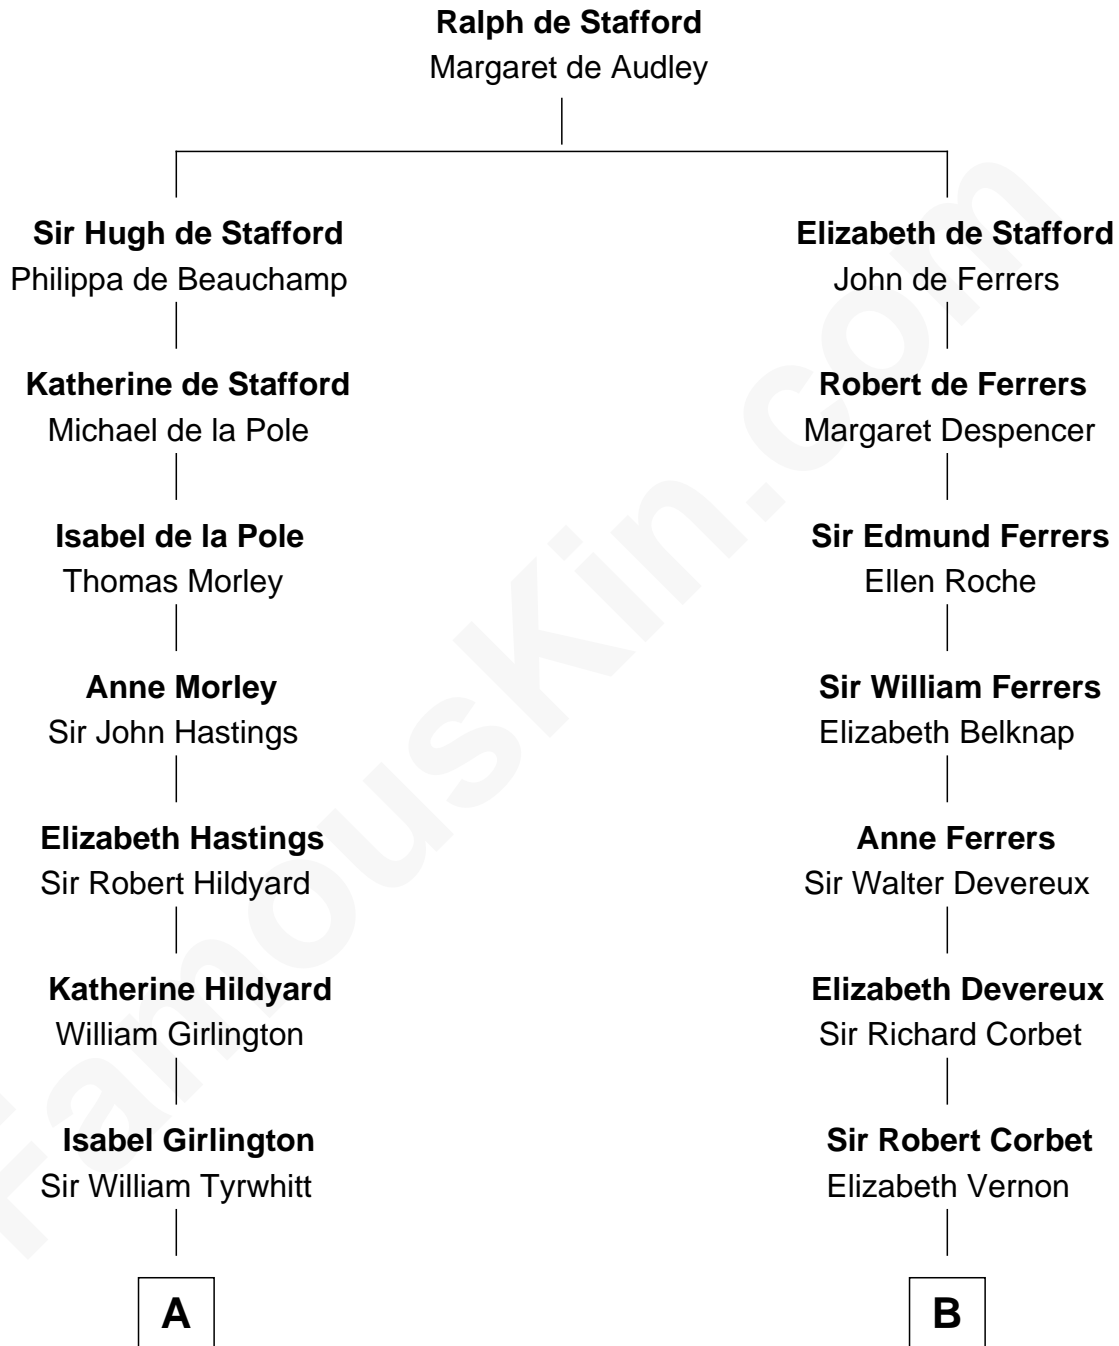 Ralph de Stafford
Margaret de Audley
Sir Hugh de Stafford
Philippa de Beauchamp
Katherine de Stafford
Michael de la Pole
Isabel de la Pole
Thomas Morley
Anne Morley
Sir John Hastings
Elizabeth Hastings
Sir Robert Hildyard
Katherine Hildyard
William Girlington
Isabel Girlington
Sir William Tyrwhitt
A
Elizabeth de Stafford
John de Ferrers
Robert de Ferrers
Margaret Despencer
Sir Edmund Ferrers
Ellen Roche
Sir William Ferrers
Elizabeth Belknap
Anne Ferrers
Sir Walter Devereux
Elizabeth Devereux
Sir Richard Corbet
Sir Robert Corbet
Elizabeth Vernon
B
FamousKin.com